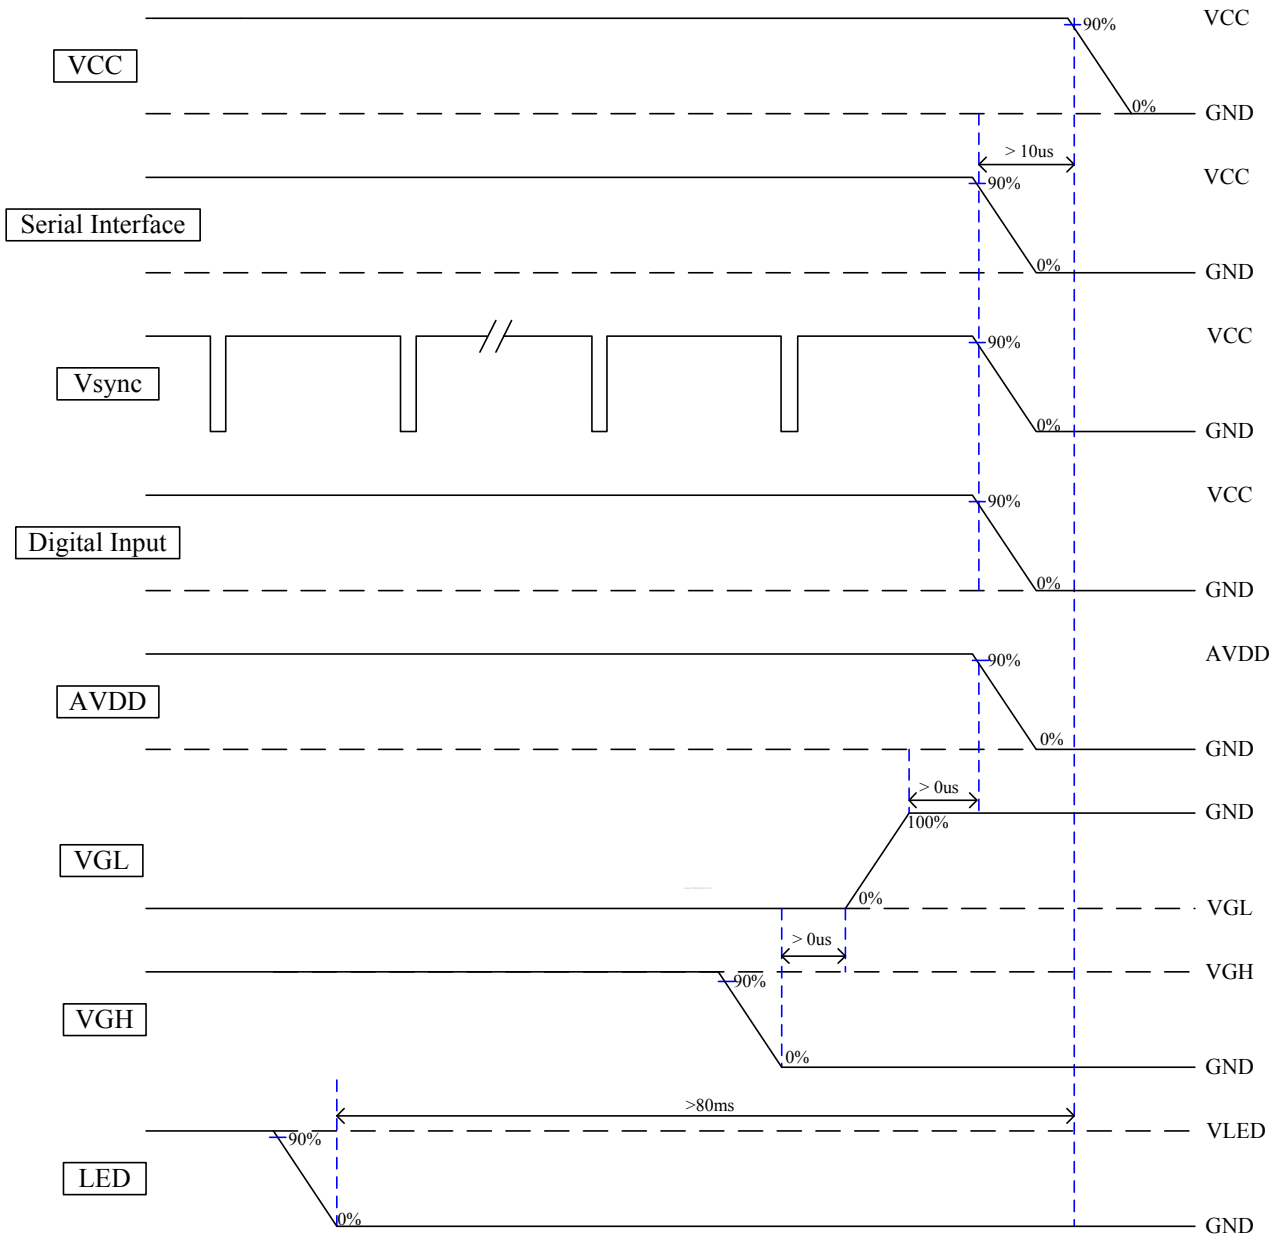 VCC
90%
VCC
0%
GND
> 10us
VCC
90%
Serial Interface
0%
GND
VCC
90%
Vsync
0%
GND
VCC
90%
Digital Input
0%
GND
AVDD
90%
AVDD
0%
GND
> 0us
GND
100%
VGL
0%
VGL
> 0us
VGH
90%
VGH
0%
GND
>80ms
VLED
90%
LED
0%
GND